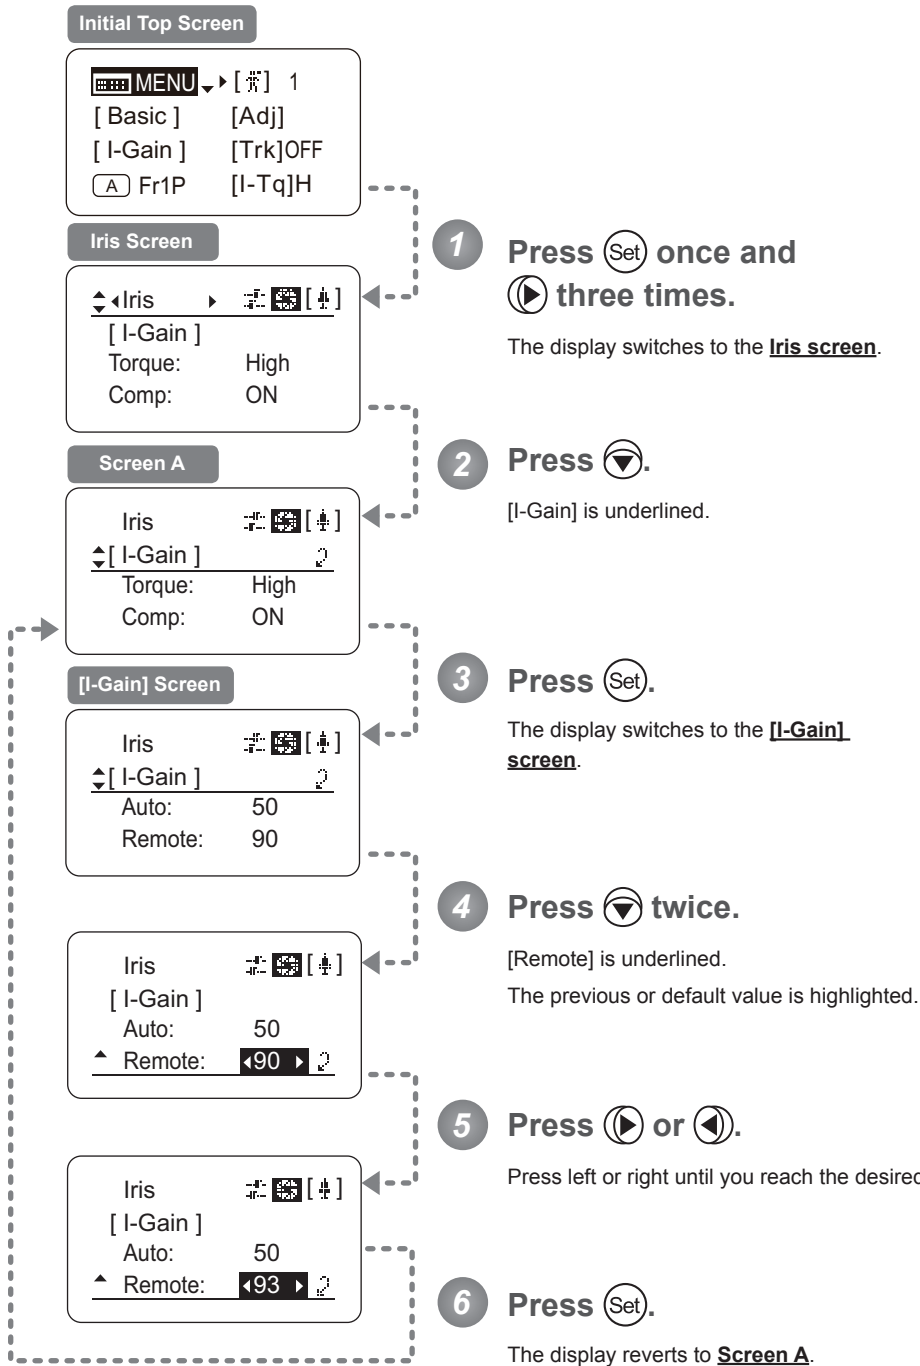 Initial Top Screen
MENU [ ] 1
[ Basic ] [Adj]
[ I-Gain ] [Trk]OFF
A Fr1P [I-Tq]H
Iris Screen
Iris [ ]
[ I-Gain ]
Torque: High
Comp: ON
1
Press Set once and
three times.
The display switches to the Iris screen.
Screen A
Iris [ ]
[ I-Gain ]
Torque: High
Comp: ON
2
Press .
[I-Gain] is underlined.
[I-Gain] Screen
Iris [ ]
[ I-Gain ]
Auto: 50
Remote: 90
3
Press Set.
The display switches to the [I-Gain]
screen.
Iris [ ]
[ I-Gain ]
Auto: 50
Remote: 90
4
Press twice.
[Remote] is underlined.
The previous or default value is highlighted.
Iris [ ]
[ I-Gain ]
Auto: 50
Remote: 93
5
Press or .
Press left or right until you reach the desired
6
Press Set.
The display reverts to Screen A.